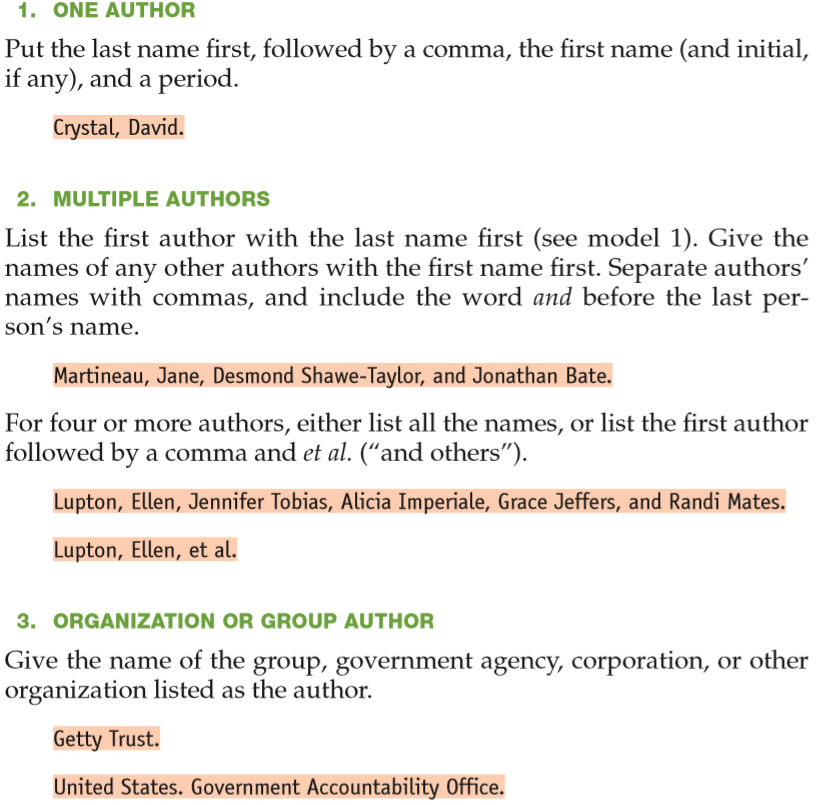 1. ONE AUTHOR
Put the last name first, followed by a comma, the first name (and initial,
if any), and a period.
Crystal, David.
2. MULTIPLE AUTHORS
List the first author with the last name first (see model 1). Give the
names of any other authors with the first name first. Separate authors’
names with commas, and include the word and before the last per-
son’s name.
Martineau, Jane, Desmond Shawe-Taylor, and Jonathan Bate.
For four or more authors, either list all the names, or list the first author
followed by a comma and et al. (“and others”).
Lupton, Ellen, Jennifer Tobias, Alicia Imperiale, Grace Jeffers, and Randi Mates.
Lupton, Ellen, et al.
3. ORGANIZATION OR GROUP AUTHOR
Give the name of the group, government agency, corporation, or other
organization listed as the author.
Getty Trust.
United States. Government Accountability Office.